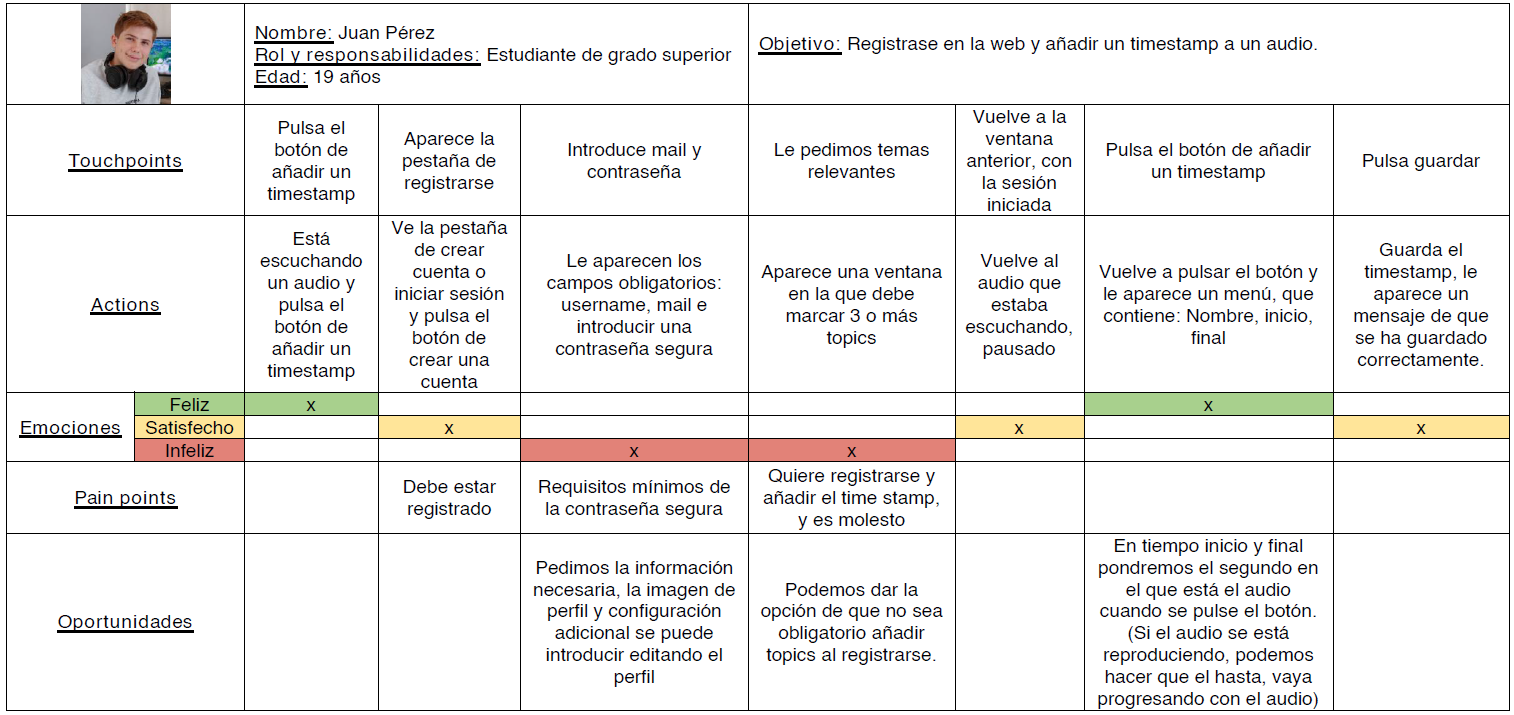 Nombre: Juan Pérez
Rol y responsabilidades: Estudiante de grado superior
Edad: 19 años
Objetivo: Registrase en la web y añadir un timestamp a un audio.
Touchpoints
Pulsa el
botón de
añadir un
timestamp
Aparece la
pestaña de
registrarse
Introduce mail y
contraseña
Le pedimos temas
relevantes
Vuelve a la
ventana
anterior, con
la sesión
iniciada
Pulsa el botón de añadir
un timestamp
Pulsa guardar
Actions
Está
escuchando
un audio y
pulsa el
botón de
añadir un
timestamp
Ve la pestaña
de crear
cuenta o
iniciar sesión
y pulsa el
botón de
crear una
cuenta
Le aparecen los
campos obligatorios:
username, mail e
introducir una
contraseña segura
Aparece una ventana
en la que debe
marcar 3 o más
topics
Vuelve al
audio que
estaba
escuchando,
pausado
Vuelve a pulsar el botón y
le aparece un menú, que
contiene: Nombre, inicio,
final
Guarda el
timestamp, le
aparece un
mensaje de que
se ha guardado
correctamente.
Emociones
Feliz
x
x
Satisfecho
x
x
x
Infeliz
x
x
Pain points
Debe estar
registrado
Requisitos mínimos de
la contraseña segura
Quiere registrarse y
añadir el time stamp,
y es molesto
Oportunidades
Pedimos la información
necesaria, la imagen de
perfil y configuración
adicional se puede
introducir editando el
perfil
Podemos dar la
opción de que no sea
obligatorio añadir
topics al registrarse.
En tiempo inicio y final
pondremos el segundo en
el que está el audio
cuando se pulse el botón.
(Si el audio se está
reproduciendo, podemos
hacer que el hasta, vaya
progresando con el audio)